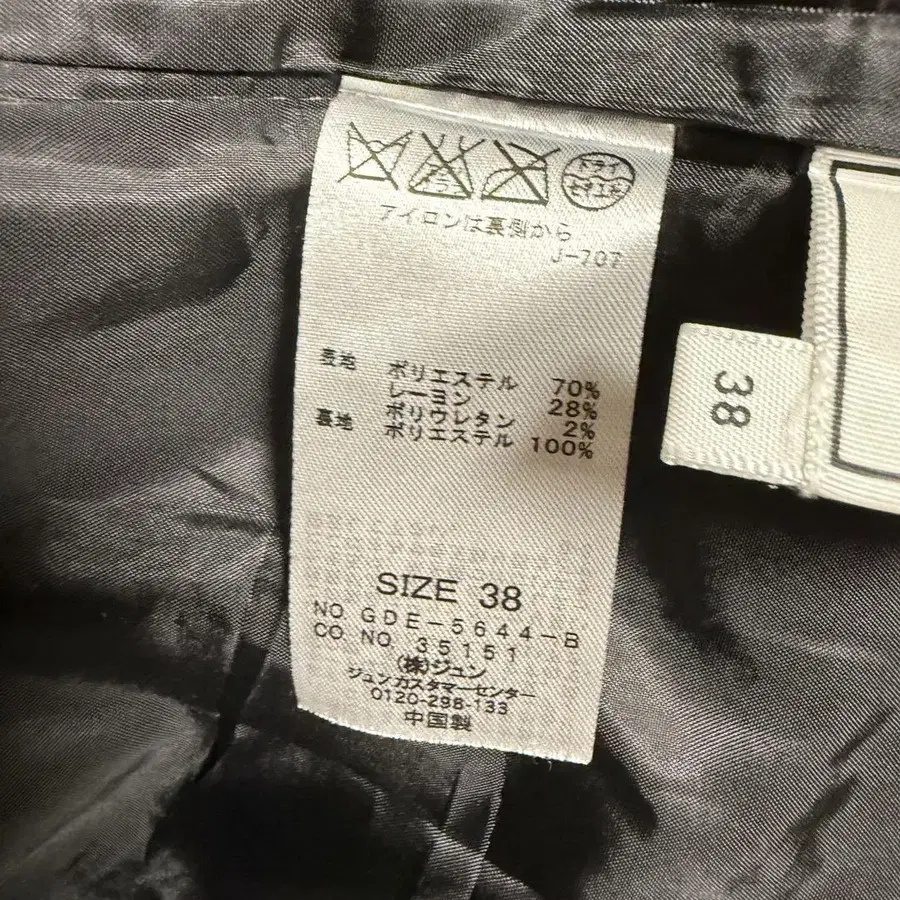 ドライ
セキユ系
アイロンは裏側から
J-707
表地 ポリエステル 70%
レーヨン 28%
ポリウレタン 2%
裏地 ポリエステル 100%
SIZE 38
NO GDE-5644-B
CO NO 35151
(株)ジュン
ジュンカスタマーセンター
0120-298-133
中国製
38